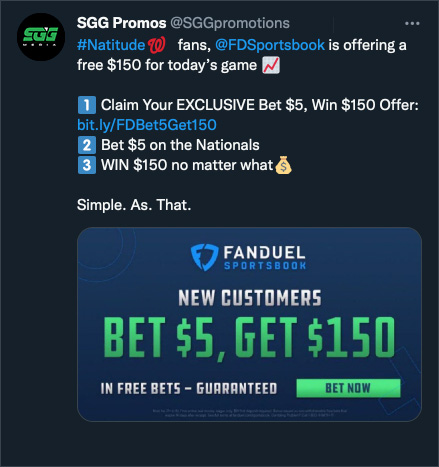 SGG
MEDIA
SGG Promos @SGGpromotions
#Natitude fans, @FDSportsbook is offering a
free $150 for today's game
1 Claim Your EXCLUSIVE Bet $5, Win $150 Offer:
bit.ly/FDBet5Get150
2 Bet $5 on the Nationals
3 WIN $150 no matter what
Simple. As. That.
FANDUEL
SPORTSBOOK
NEW CUSTOMERS
BET $5, GET $150
IN FREE BETS – GUARANTEED
BET NOW